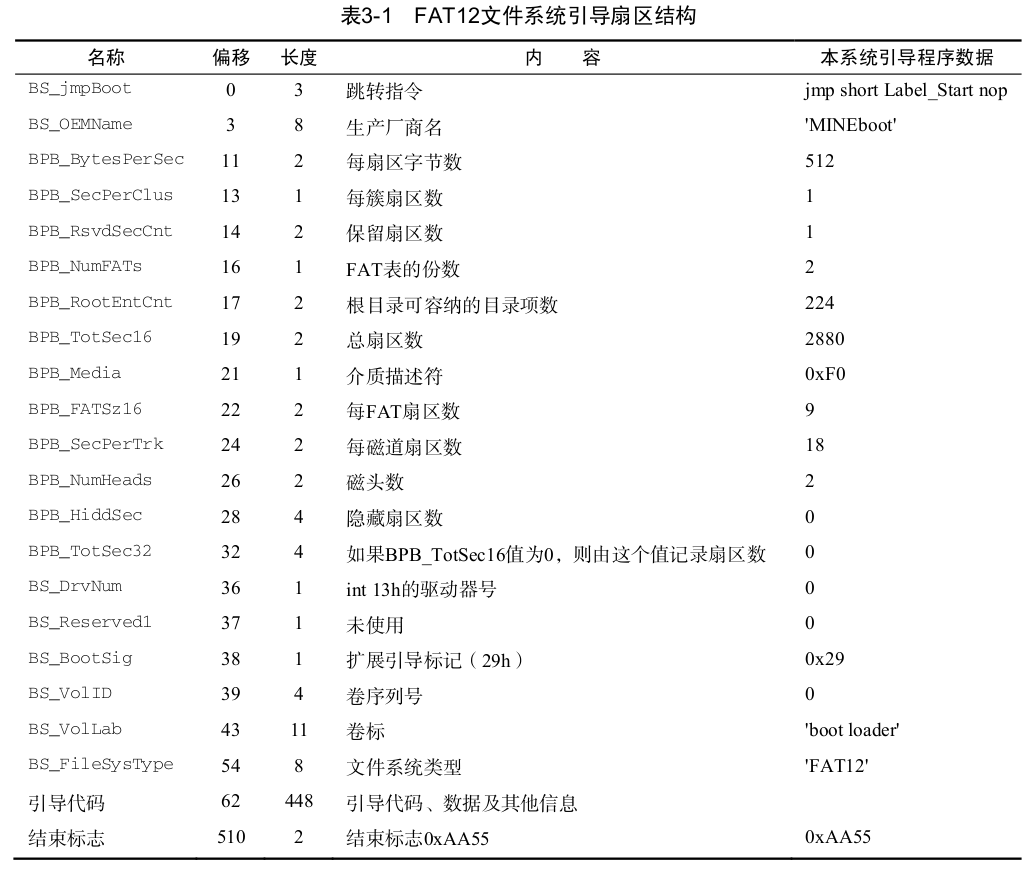 表3-1 FAT12文件系统引导扇区结构
名称 偏移 长度 内 容 本系统引导程序数据
BS_jmpBoot 0 3 跳转指令 jmp short Label_Start nop
BS_OEMName 3 8 生产厂商名 'MINEboot'
BPB_BytesPerSec 11 2 每扇区字节数 512
BPB_SecPerClus 13 1 每簇扇区数 1
BPB_RsvdSecCnt 14 2 保留扇区数 1
BPB_NumFATs 16 1 FAT表的份数 2
BPB_RootEntCnt 17 2 根目录可容纳的目录项数 224
BPB_TotSec16 19 2 总扇区数 2880
BPB_Media 21 1 介质描述符 0xF0
BPB_FATSz16 22 2 每FAT扇区数 9
BPB_SecPerTrk 24 2 每磁道扇区数 18
BPB_NumHeads 26 2 磁头数 2
BPB_HiddSec 28 4 隐藏扇区数 0
BPB_TotSec32 32 4 如果BPB_TotSec16值为0，则由这个值记录扇区数 0
BS_DrvNum 36 1 int 13h的驱动器号 0
BS_Reserved1 37 1 未使用 0
BS_BootSig 38 1 扩展引导标记（29h） 0x29
BS_VolID 39 4 卷序列号 0
BS_VolLab 43 11 卷标 'boot loader'
BS_FileSysType 54 8 文件系统类型 'FAT12'
引导代码 62 448 引导代码、数据及其他信息
结束标志 510 2 结束标志0xAA55 0xAA55